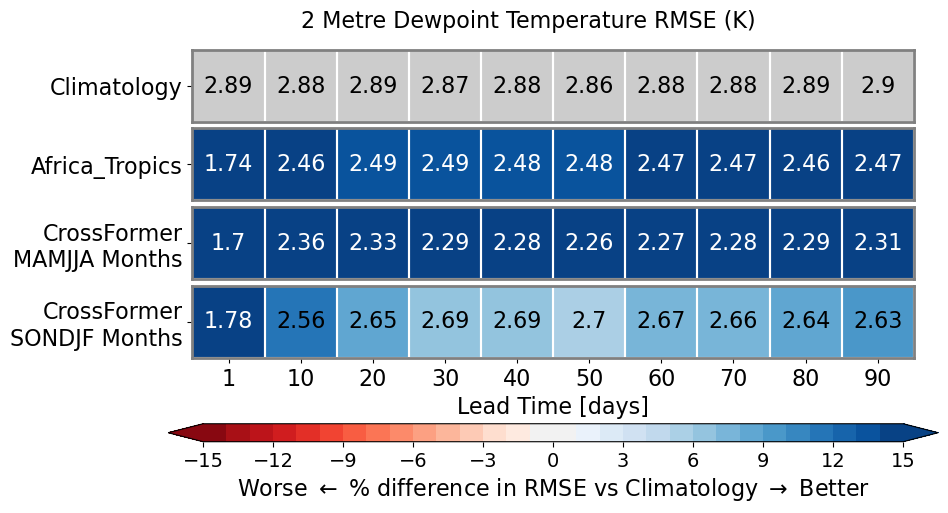 2 Metre Dewpoint Temperature RMSE (K)
Climatology 2.89 2.88 2.89 2.87 2.88 2.86 2.88 2.88 2.89 2.9
Africa_Tropics 1.74 2.46 2.49 2.49 2.48 2.48 2.47 2.47 2.46 2.47
CrossFormer
MAMJJA Months 1.7 2.36 2.33 2.29 2.28 2.26 2.27 2.28 2.29 2.31
CrossFormer
SONDJF Months 1.78 2.56 2.65 2.69 2.69 2.7 2.67 2.66 2.64 2.63
1 10 20 30 40 50 60 70 80 90
Lead Time [days]
−15 −12 −9 −6 −3 0 3 6 9 12 15
Worse ← % difference in RMSE vs Climatology → Better